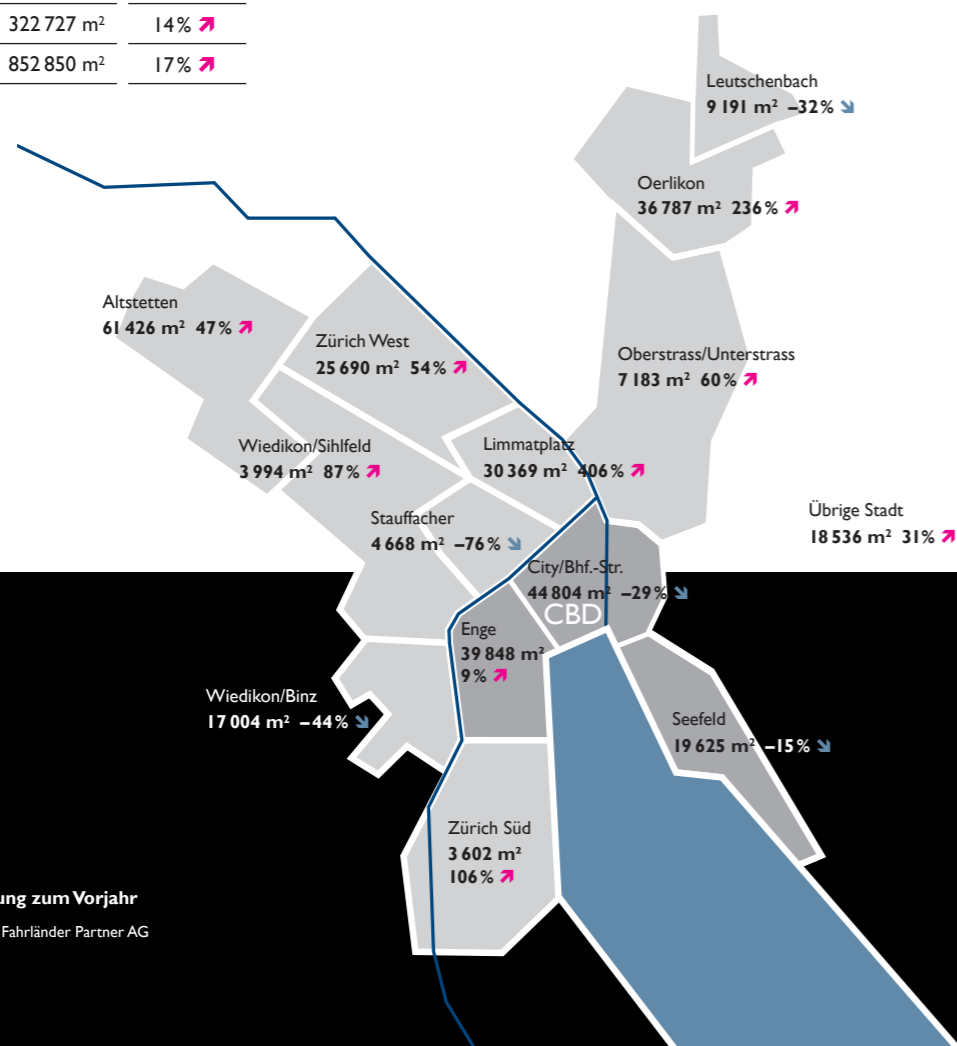 322 727 m² 14% ↗
852 850 m² 17% ↗
Leutschenbach
9 191 m² –32% ↘
Oerlikon
36 787 m² 236% ↗
Altstetten
61 426 m² 47% ↗
Zürich West
25 690 m² 54% ↗
Oberstrass/Unterstrass
7 183 m² 60% ↗
Wiedikon/Sihlfeld
3 994 m² 87% ↗
Limmatplatz
30 369 m² 406% ↗
Stauffacher
4 668 m² –76% ↘
Übrige Stadt
18 536 m² 31% ↗
City/Bhf.-Str.
44 804 m² –29% ↘
CBD
Enge
39 848 m²
9% ↗
Wiedikon/Binz
17 004 m² –44% ↘
Seefeld
19 625 m² –15% ↘
Zürich Süd
3 602 m²
106% ↗
ung zum Vorjahr
Fahrländer Partner AG